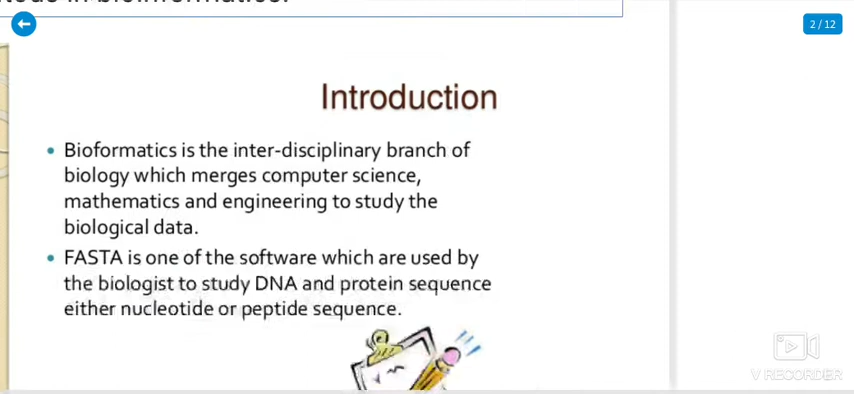 2 / 12
Introduction
• Bioformatics is the inter-disciplinary branch of
biology which merges computer science,
mathematics and engineering to study the
biological data.
• FASTA is one of the software which are used by
the biologist to study DNA and protein sequence
either nucleotide or peptide sequence.
V RECORDER